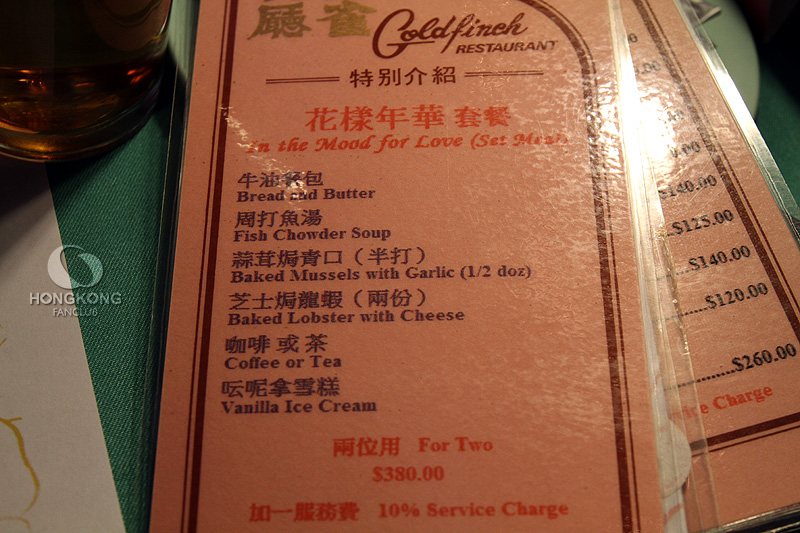 雀
Goldfinch
RESTAURANT
特別介紹
花樣年華 套餐
In the Mood for Love (Set Meal)
牛油餐包
Bread and Butter
周打魚湯
Fish Chowder Soup
蒜茸焗青口（半打）
Baked Mussels with Garlic (1/2 doz)
芝士焗龍蝦（兩份）
Baked Lobster with Cheese
咖啡 或 茶
Coffee or Tea
呍呢拿雪糕
Vanilla Ice Cream
兩位用 For Two
$380.00
加一服務費 10% Service Charge
$140.00
$125.00
$140.00
$120.00
$260.00
Charge
HONGKONG
FANCLUB